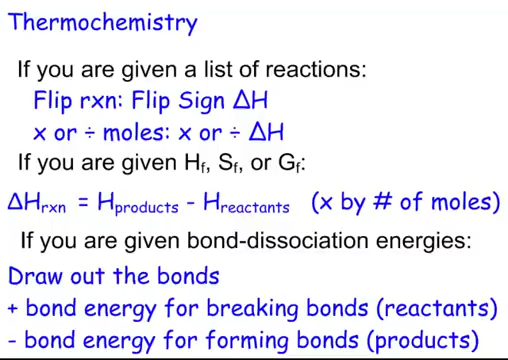 Thermochemistry
If you are given a list of reactions:
Flip rxn: Flip Sign ΔH
x or ÷ moles: x or ÷ ΔH
If you are given Hf, Sf, or Gf:
ΔHrxn = Hproducts - Hreactants (x by # of moles)
If you are given bond-dissociation energies:
Draw out the bonds
+ bond energy for breaking bonds (reactants)
- bond energy for forming bonds (products)